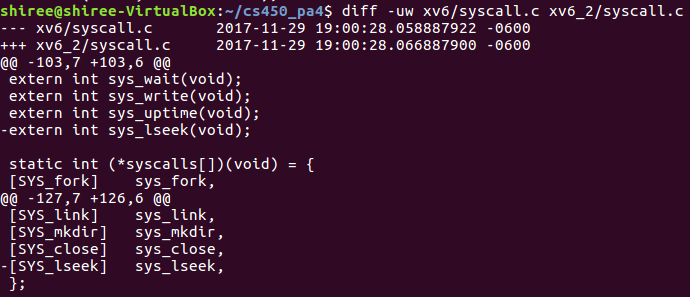 shiree@shiree-VirtualBox:~/cs450_pa4$ diff -uw xv6/syscall.c xv6_2/syscall.c
--- xv6/syscall.c       2017-11-29 19:00:28.058887922 -0600
+++ xv6_2/syscall.c     2017-11-29 19:00:28.066887900 -0600
@@ -103,7 +103,6 @@
 extern int sys_wait(void);
 extern int sys_write(void);
 extern int sys_uptime(void);
-extern int sys_lseek(void);

 static int (*syscalls[])(void) = {
 [SYS_fork]    sys_fork,
@@ -127,7 +126,6 @@
 [SYS_link]    sys_link,
 [SYS_mkdir]   sys_mkdir,
 [SYS_close]   sys_close,
-[SYS_lseek]   sys_lseek,
 };